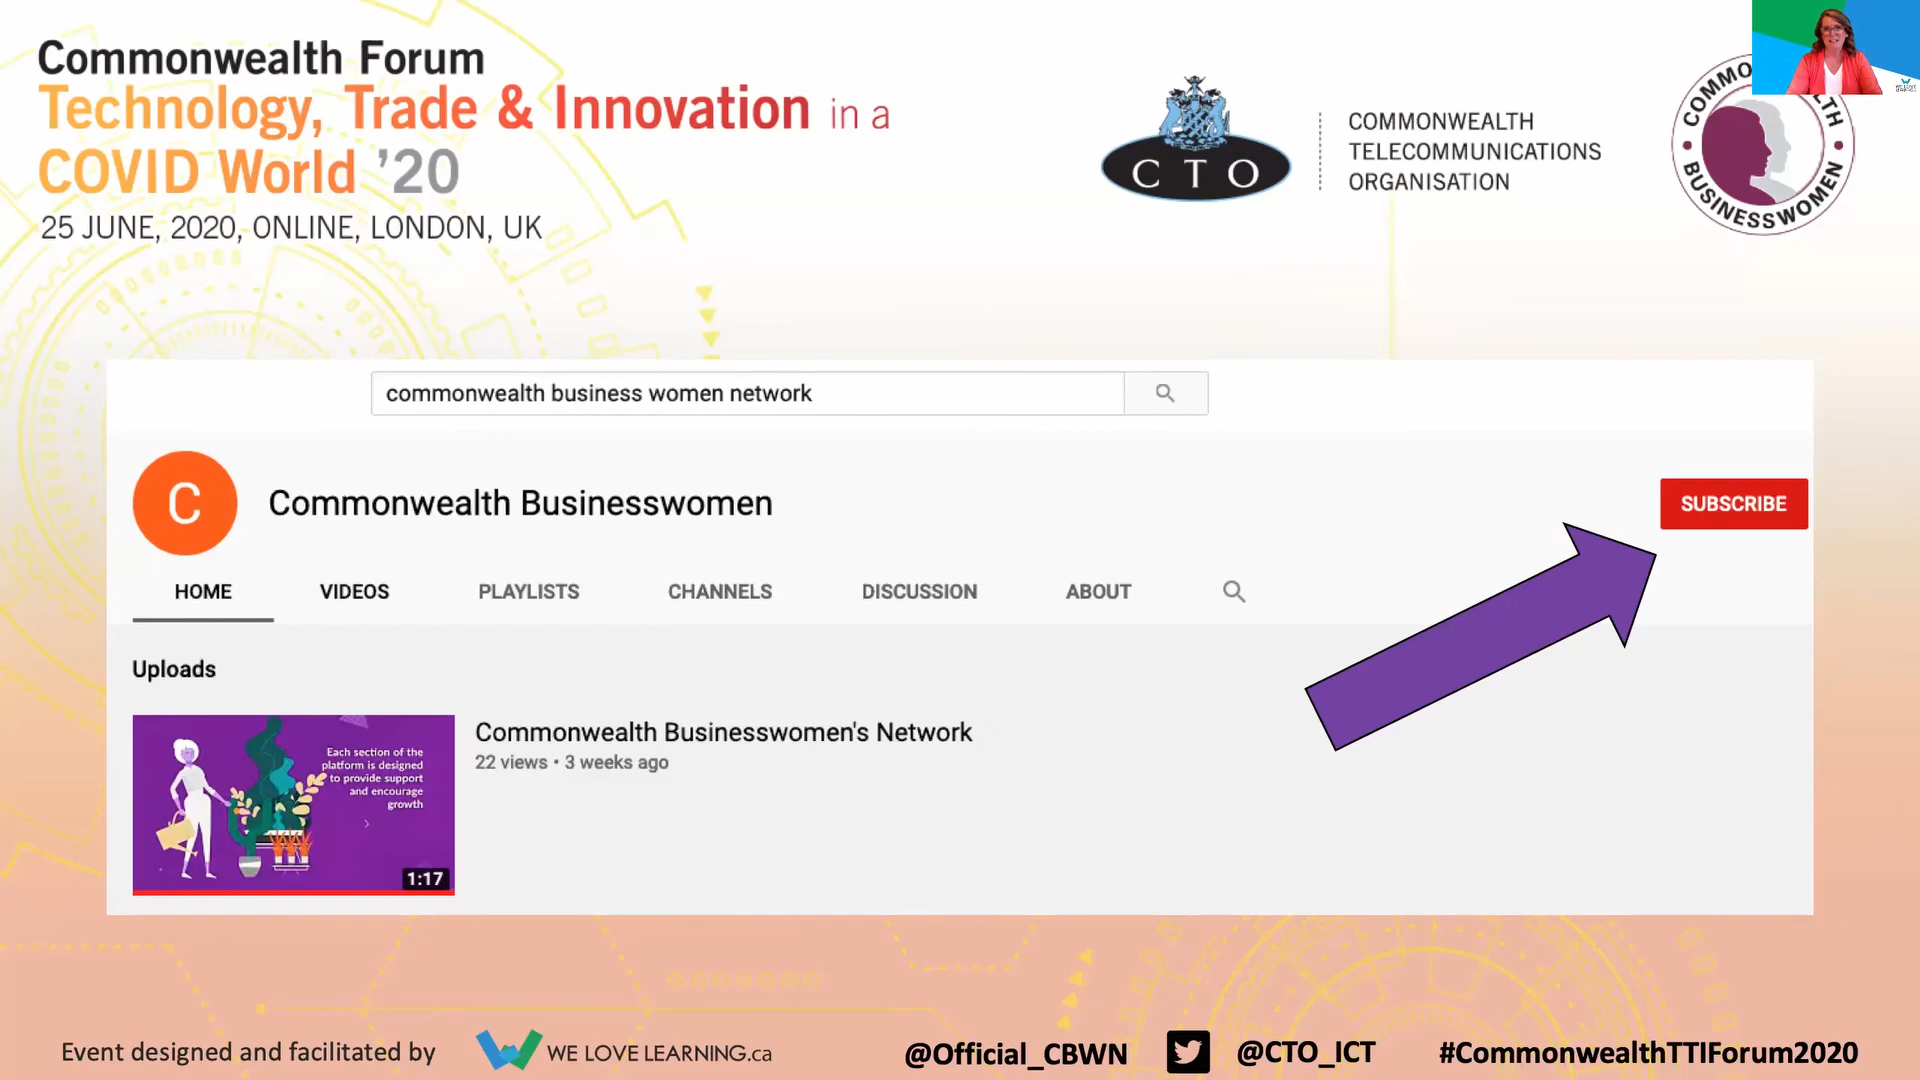 Commonwealth Forum
Technology, Trade & Innovation in a
COVID World '20
25 JUNE, 2020, ONLINE, LONDON, UK
CTO
COMMONWEALTH
TELECOMMUNICATIONS
ORGANISATION
BUSINESSWOMEN
commonwealth business women network
C
Commonwealth Businesswomen
SUBSCRIBE
HOME VIDEOS PLAYLISTS CHANNELS DISCUSSION ABOUT
Uploads
Each section of the
platform is designed
to provide support
and encourage
growth
1:17
Commonwealth Businesswomen's Network
22 views • 3 weeks ago
Event designed and facilitated by
WE LOVE LEARNING.ca
@Official_CBWN
@CTO_ICT
#CommonwealthTTIForum2020